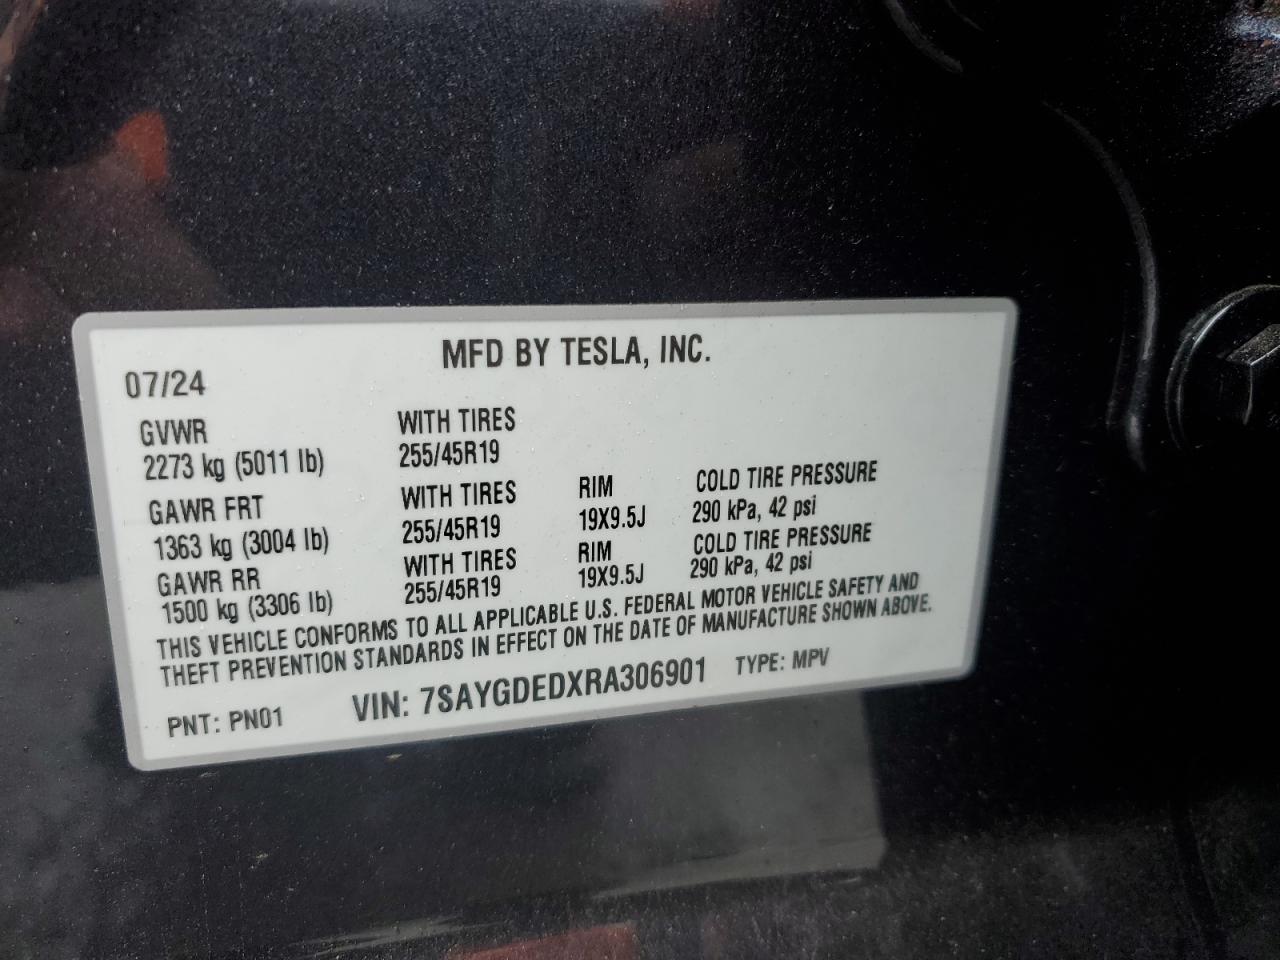 MFD BY TESLA, INC.
07/24
GVWR WITH TIRES
2273 kg (5011 lb) 255/45R19
GAWR FRT WITH TIRES RIM COLD TIRE PRESSURE
1363 kg (3004 lb) 255/45R19 19X9.5J 290 kPa, 42 psi
GAWR RR WITH TIRES RIM COLD TIRE PRESSURE
1500 kg (3306 lb) 255/45R19 19X9.5J 290 kPa, 42 psi
THIS VEHICLE CONFORMS TO ALL APPLICABLE U.S. FEDERAL MOTOR VEHICLE SAFETY AND
THEFT PREVENTION STANDARDS IN EFFECT ON THE DATE OF MANUFACTURE SHOWN ABOVE.
PNT: PN01 VIN: 7SAYGDEDXRA306901 TYPE: MPV